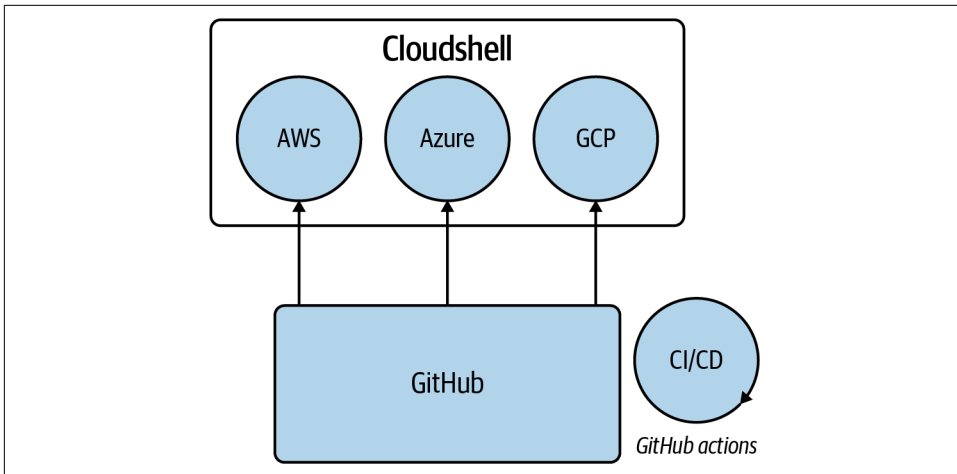 Cloudshell
AWS
Azure
GCP
GitHub
CI/CD
GitHub actions